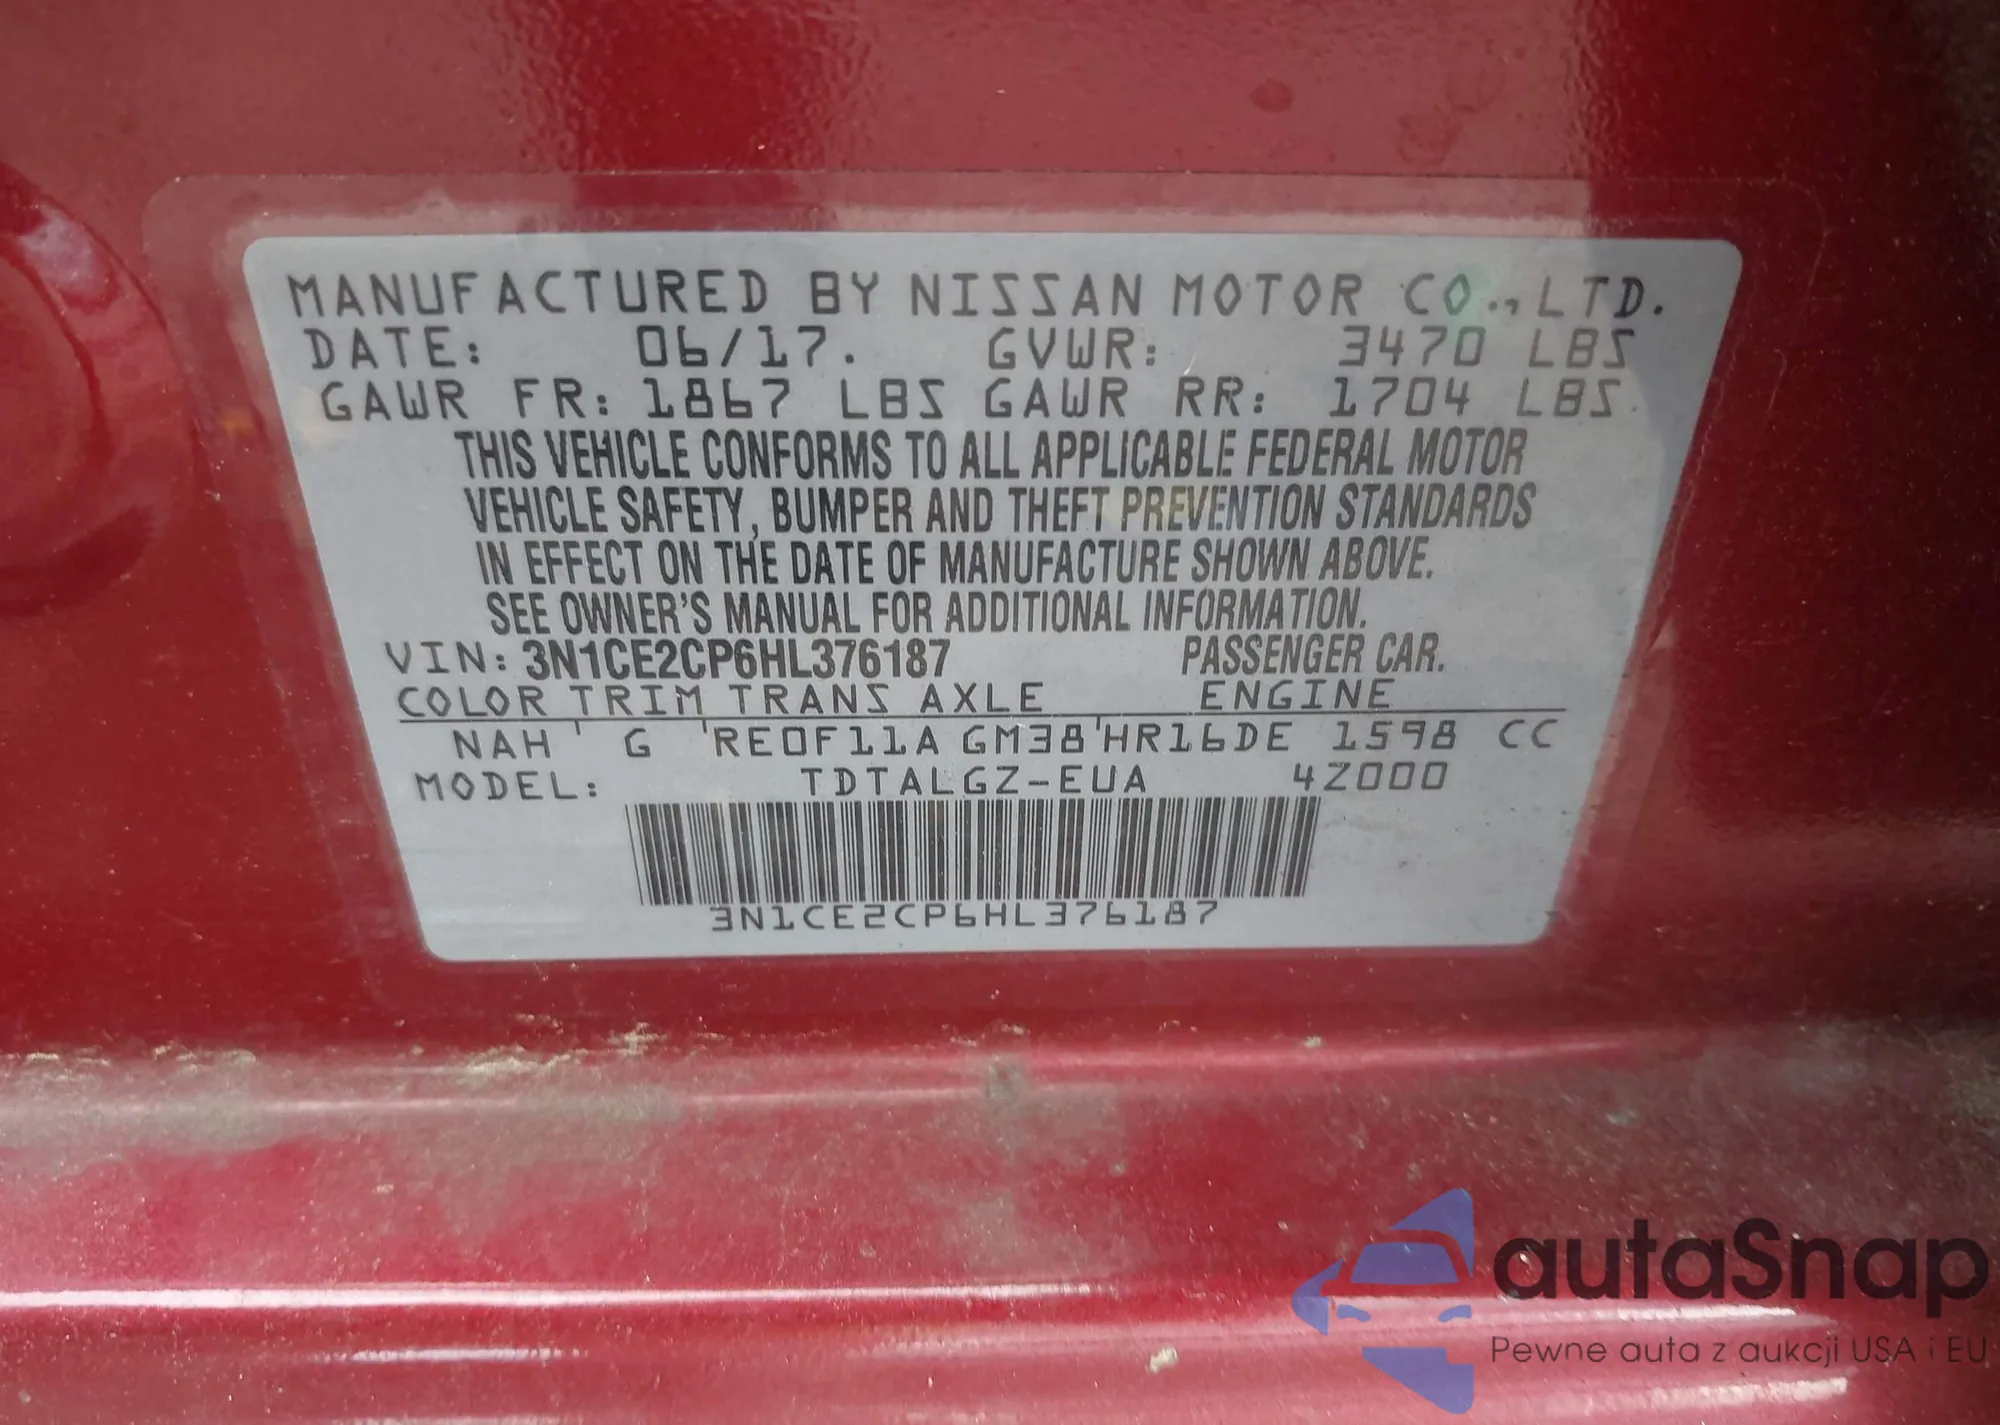 MANUFACTURED BY NISSAN MOTOR CO., LTD.
DATE: 06/17. GVWR: 3470 LBS
GAWR FR: 1867 LBS GAWR RR: 1704 LBS
THIS VEHICLE CONFORMS TO ALL APPLICABLE FEDERAL MOTOR
VEHICLE SAFETY, BUMPER AND THEFT PREVENTION STANDARDS
IN EFFECT ON THE DATE OF MANUFACTURE SHOWN ABOVE.
SEE OWNER'S MANUAL FOR ADDITIONAL INFORMATION.
VIN: 3N1CE2CP6HL376187 PASSENGER CAR.
COLOR TRIM TRANS AXLE ENGINE
NAH ' G 'RE0F11A GM38'HR16DE 1598 CC
MODEL: TDTALGZ-EUA 4Z000
3N1CE2CP6HL376187
autaSnap
Pewne auta z aukcji USA i EU